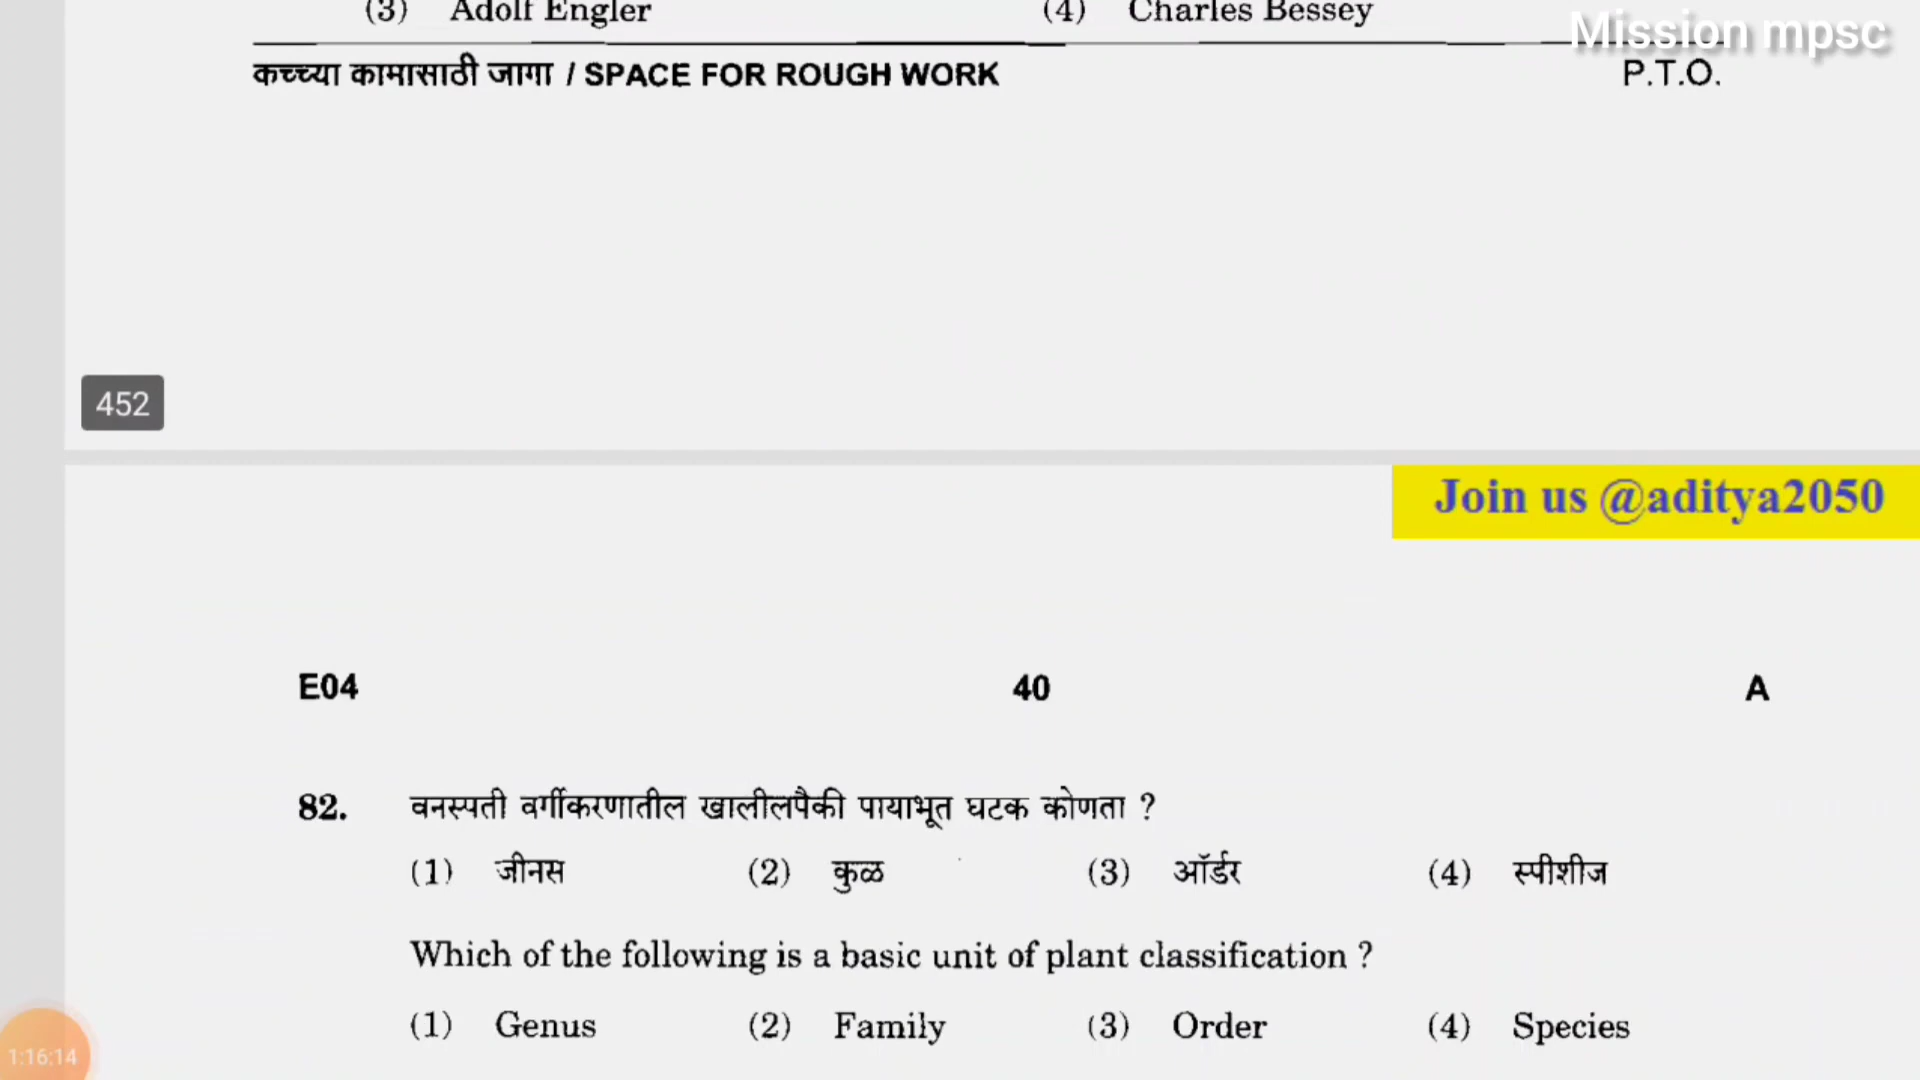 (3) Adolf Engler (4) Charles Bessey
Mission mpsc
कच्च्या कामासाठी जागा / SPACE FOR ROUGH WORK P.T.O.
452
Join us @aditya2050
E04 40 A
82. वनस्पती वर्गीकरणातील खालीलपैकी पायाभूत घटक कोणता ?
(1) जीनस (2) कुळ (3) ऑर्डर (4) स्पीशीज
Which of the following is a basic unit of plant classification ?
(1) Genus (2) Family (3) Order (4) Species
1:16:14